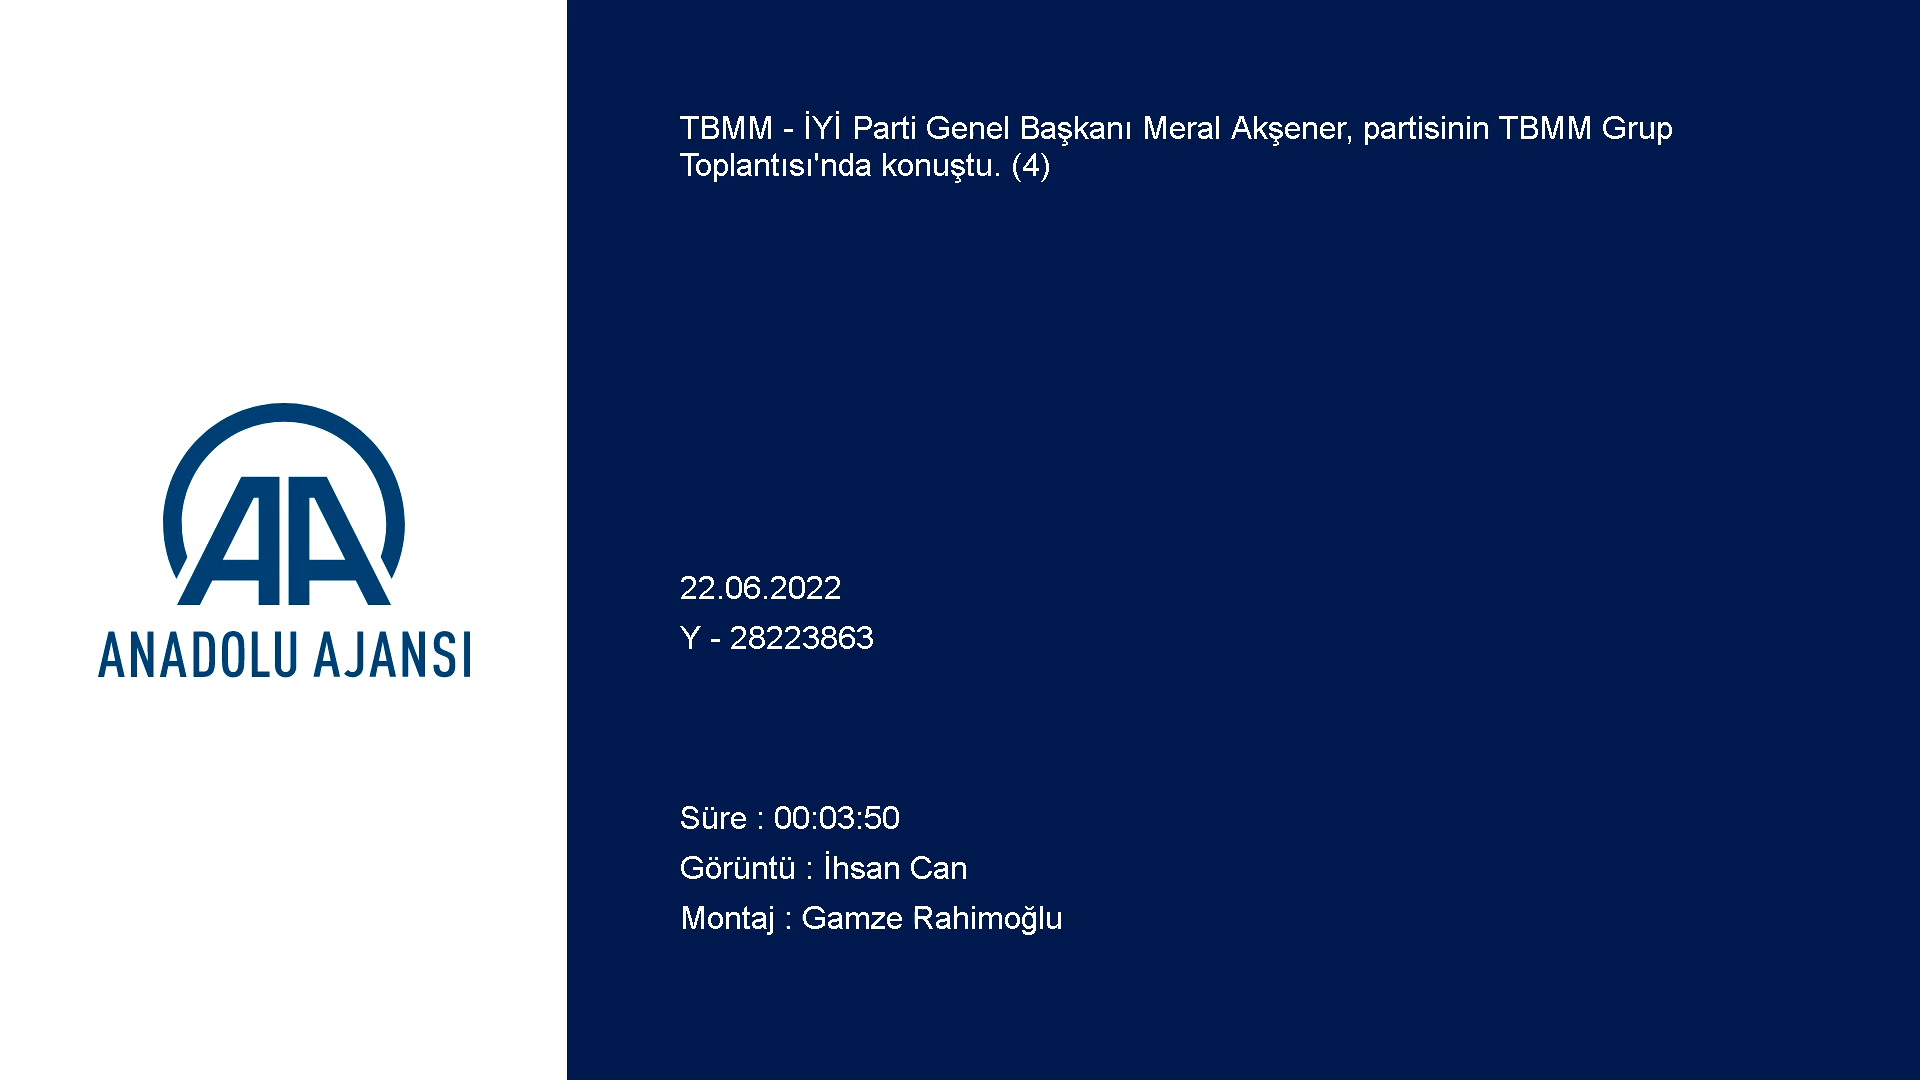 TBMM - İYİ Parti Genel Başkanı Meral Akşener, partisinin TBMM Grup
Toplantısı'nda konuştu. (4)
AA
ANADOLU AJANSI
22.06.2022
Y - 28223863
Süre : 00:03:50
Görüntü : İhsan Can
Montaj : Gamze Rahimoğlu